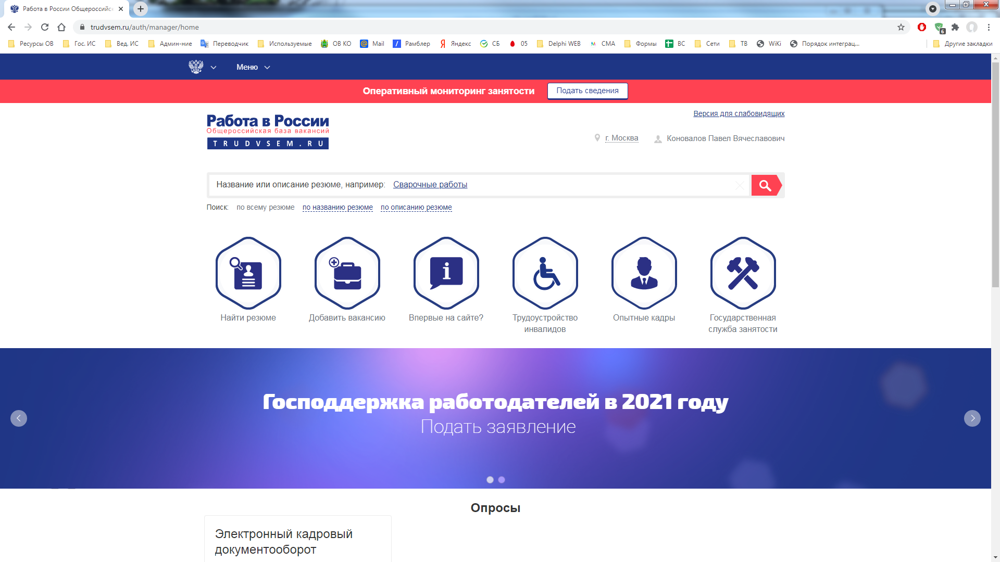 Работа в России Общероссийск
trudvsem.ru/auth/manager/home
6
Ресурсы ОВ Гос. ИС Вед. ИС Админ-ние Переводчик Используемые ОВ КО Mail Рамблер Яндекс СБ 05 Delphi WEB СМА Формы ВС Сети ТВ WiKi Порядок интеграц... Другие закладки
Меню
Оперативный мониторинг занятости Подать сведения
Версия для слабовидящих
Работа в России
Общероссийская база вакансий
TRUDVSEM.RU
г. Москва Коновалов Павел Вячеславович
Название или описание резюме, например: Сварочные работы
Поиск: по всему резюме по названию резюме по описанию резюме
Найти резюме Добавить вакансию Впервые на сайте? Трудоустройство инвалидов Опытные кадры Государственная служба занятости
Господдержка работодателей в 2021 году
Подать заявление
Опросы
Электронный кадровый
документооборот